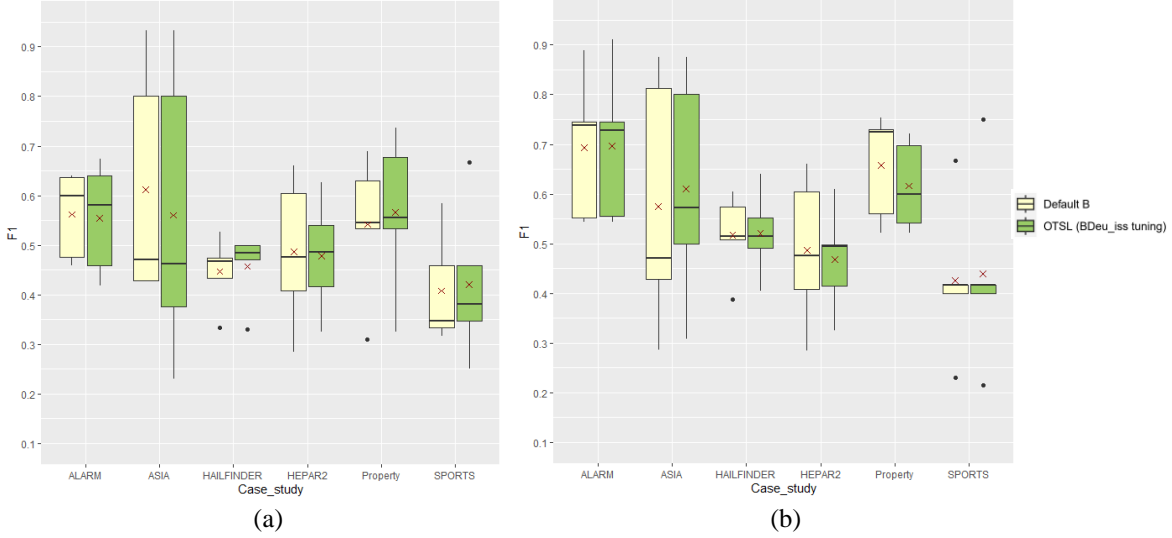 0.9
0.8
0.7
0.6
0.5
0.4
0.3
0.2
0.1
F1
ALARM ASIA HAILFINDER HEPAR2 Property SPORTS
Case_study
(a)
0.9
0.8
0.7
0.6
0.5
0.4
0.3
0.2
0.1
F1
ALARM ASIA HAILFINDER HEPAR2 Property SPORTS
Case_study
(b)
Default B
OTSL (BDeu_iss tuning)